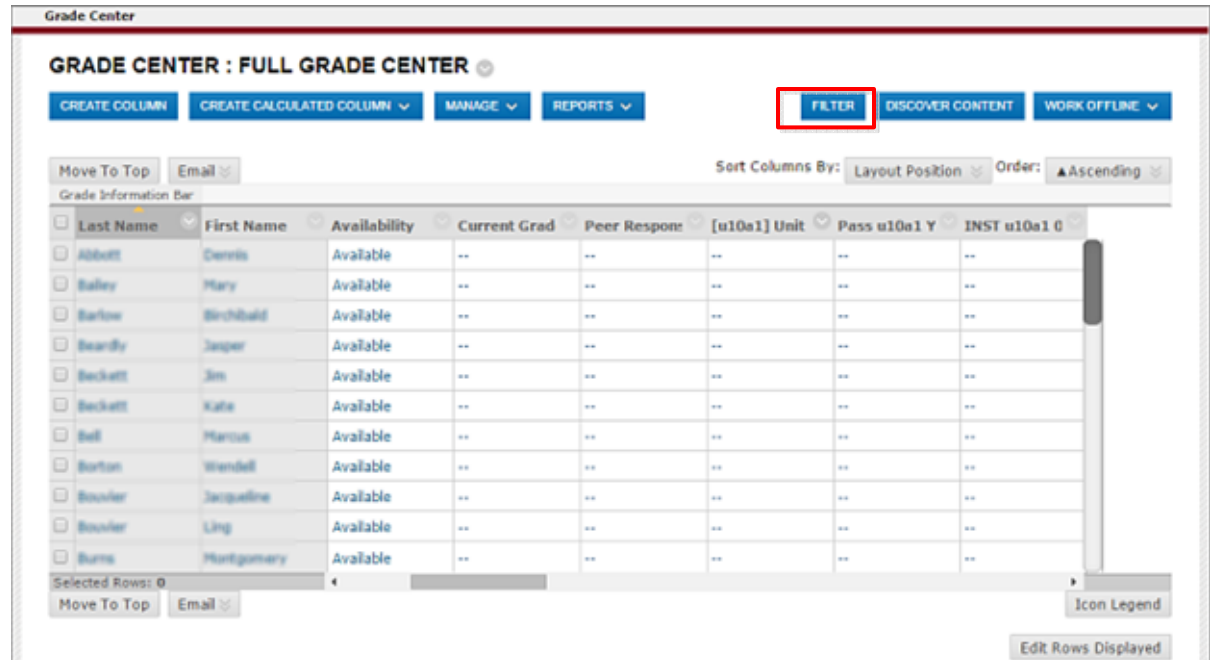 Grade Center
GRADE CENTER : FULL GRADE CENTER
CREATE COLUMN CREATE CALCULATED COLUMN MANAGE REPORTS FILTER DISCOVER CONTENT WORK OFFLINE
Move To Top Email Sort Columns By: Layout Position Order: ▲Ascending
Grade Information Bar
Last Name First Name Availability Current Grad Peer Respon: [u10a1] Unit Pass u10a1 Y INST u10a1 0
Abbott Dennis Available -- -- -- -- --
Bailey Mary Available -- -- -- -- --
Barlow Birchibald Available -- -- -- -- --
Beardly Jasper Available -- -- -- -- --
Beckett Jim Available -- -- -- -- --
Beckett Kate Available -- -- -- -- --
Bell Marcus Available -- -- -- -- --
Borton Wendell Available -- -- -- -- --
Bouvier Jacqueline Available -- -- -- -- --
Bouvier Ling Available -- -- -- -- --
Burns Montgomery Available -- -- -- -- --
Selected Rows: 0
Move To Top Email Icon Legend
Edit Rows Displayed